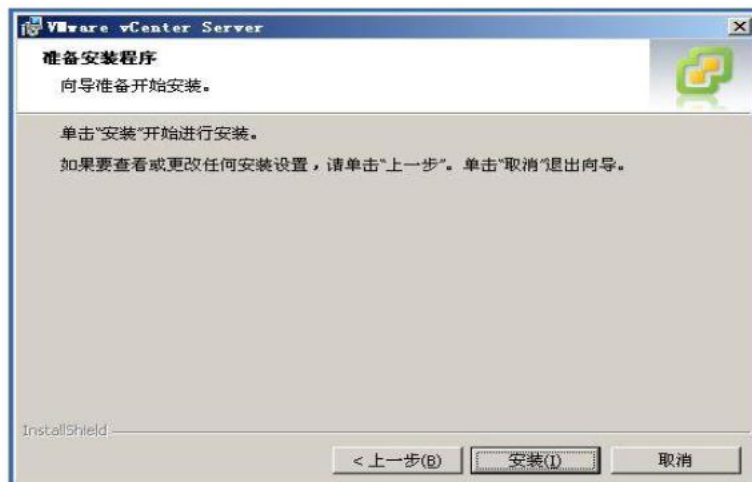 VMware vCenter Server
准备安装程序
向导准备开始安装。
单击“安装”开始进行安装。
如果要查看或更改任何安装设置，请单击“上一步”。单击“取消”退出向导。
InstallShield
< 上一步(B)
安装(I)
取消